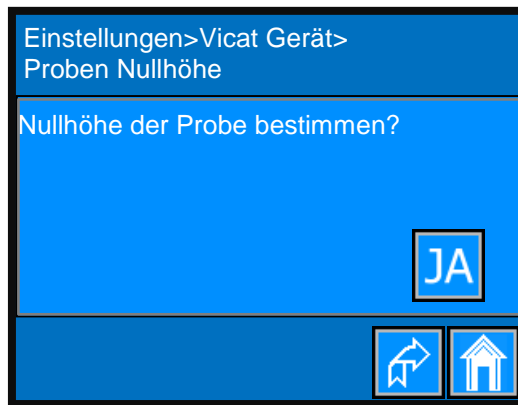 Einstellungen>Vicat Gerät>
Proben Nullhöhe
Nullhöhe der Probe bestimmen?
JA